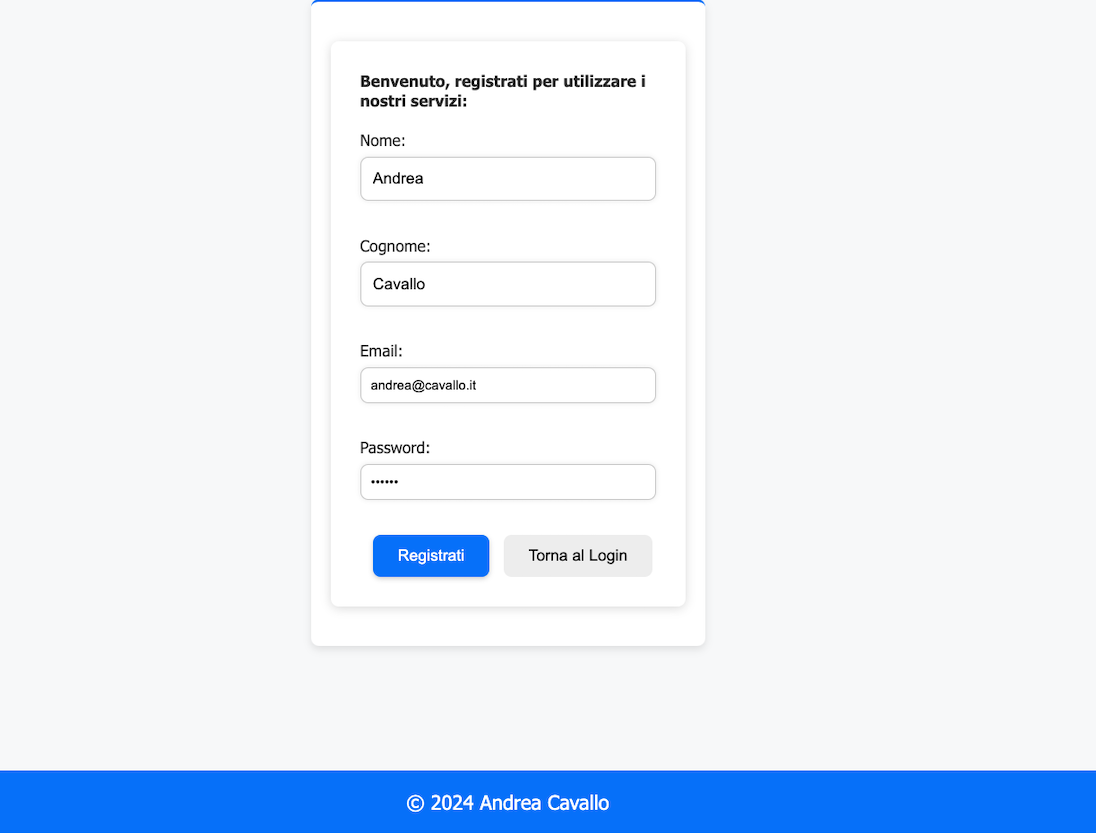 Benvenuto, registrati per utilizzare i
nostri servizi:
Nome:
Andrea
Cognome:
Cavallo
Email:
andrea@cavallo.it
Password:
••••••
Registrati Torna al Login
© 2024 Andrea Cavallo